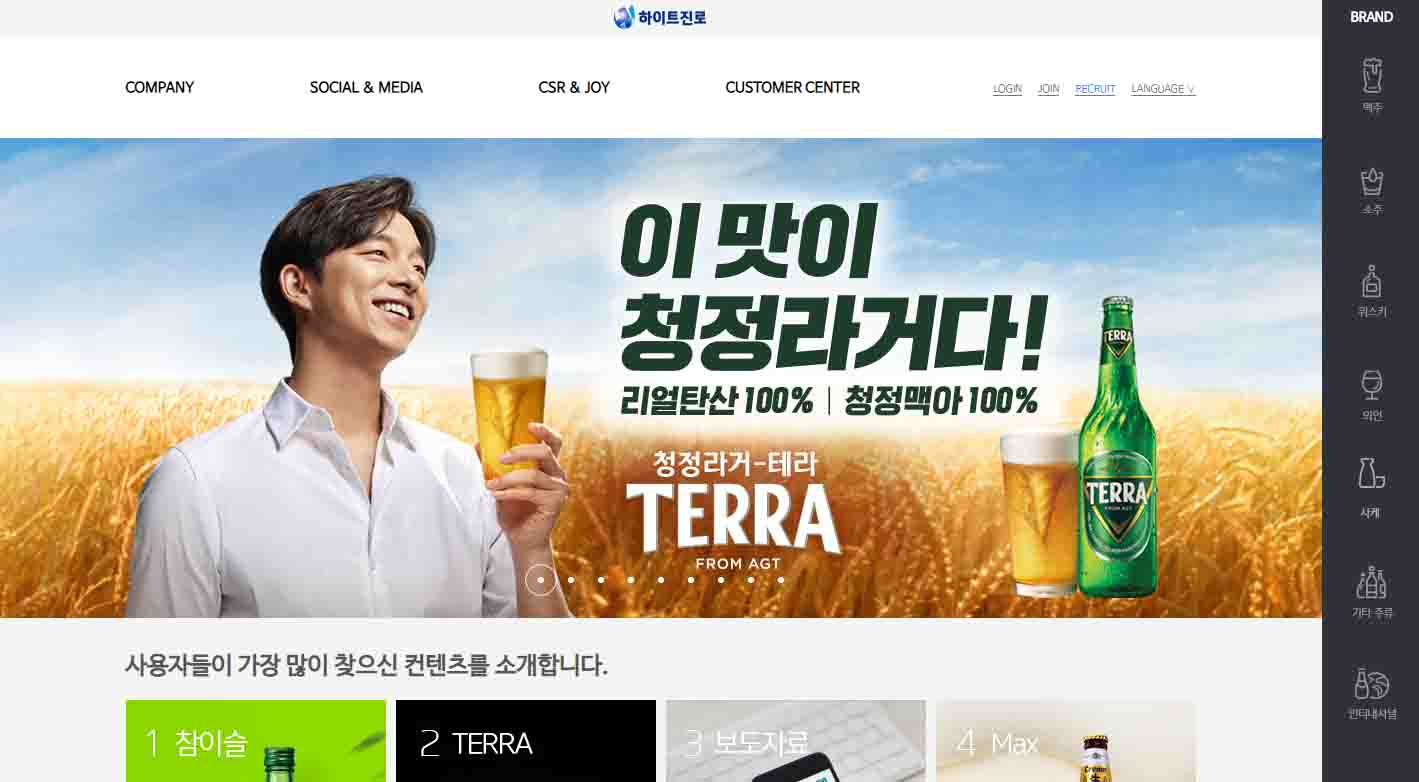 하이트진로
BRAND
COMPANY SOCIAL & MEDIA CSR & JOY CUSTOMER CENTER
LOGIN JOIN RECRUIT LANGUAGE ∨
맥주
소주
위스키
와인
사케
기타 주류
인터내셔널
이 맛이
청정라거다!
리얼탄산 100% | 청정맥아 100%
청정라거-테라
TERRA
FROM AGT
TERRA
TERRA
FROM AGT
사용자들이 가장 많이 찾으신 컨텐츠를 소개합니다.
1 참이슬
2 TERRA
3 보도자료
4 Max